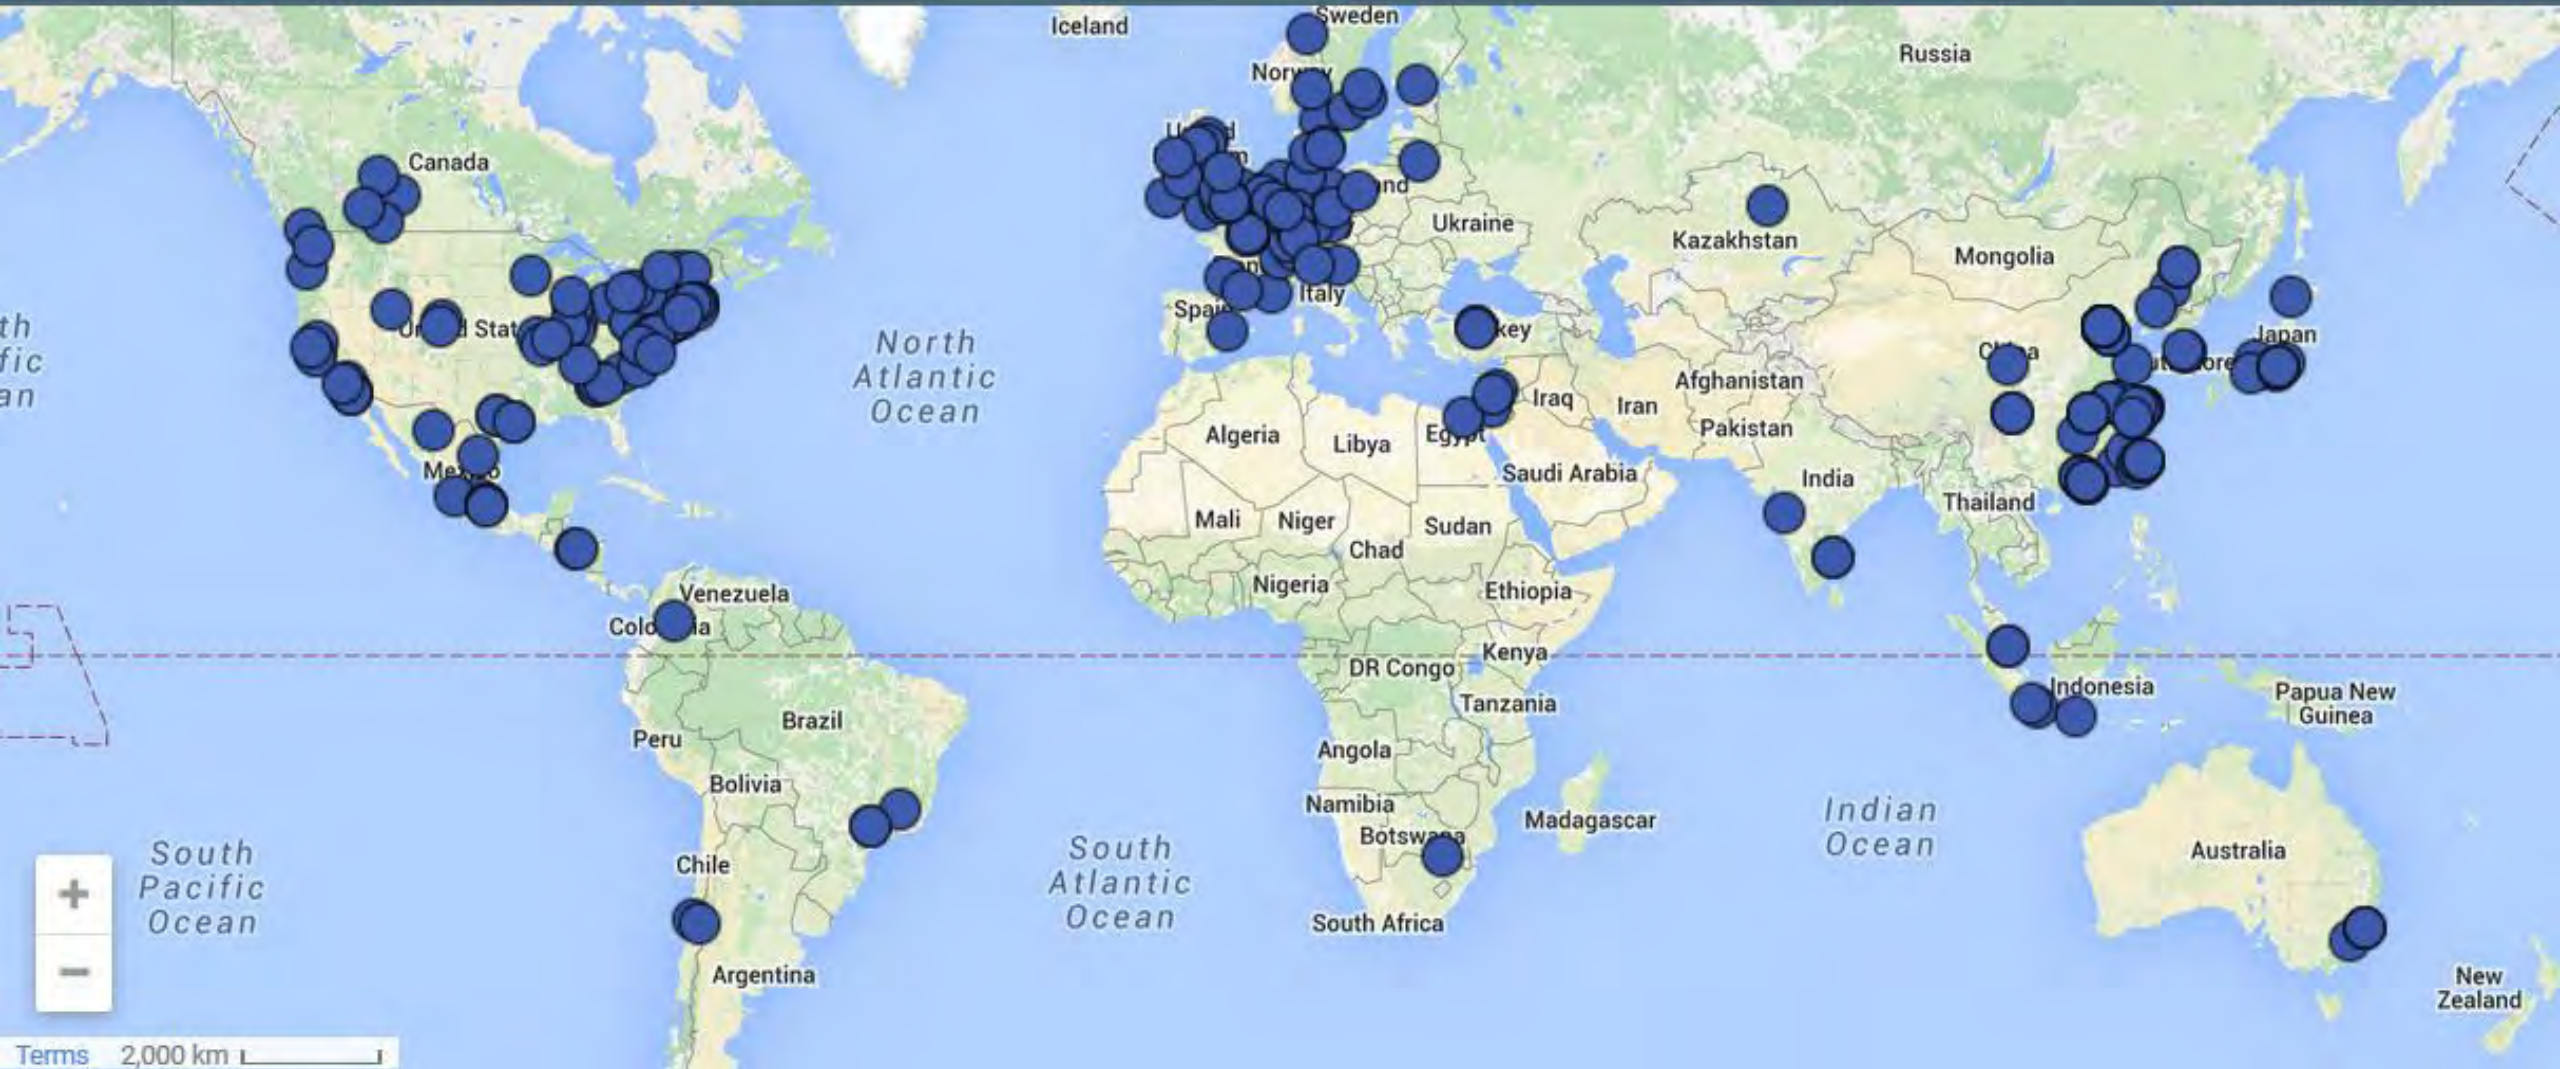 Iceland
Sweden
Russia
Norway
Canada
Ukraine
Kazakhstan
Mongolia
Italy
Japan
North
Atlantic
Ocean
Afghanistan
Iraq
Iran
Pakistan
Algeria
Libya
Egypt
Saudi Arabia
India
Thailand
Mali
Niger
Sudan
Chad
Nigeria
Ethiopia
Venezuela
Kenya
DR Congo
Tanzania
Indonesia
Papua New
Guinea
Brazil
Peru
Angola
Bolivia
Namibia
Botswana
Madagascar
Indian
Ocean
Australia
South
Pacific
Ocean
Chile
South
Atlantic
Ocean
South Africa
Argentina
New
Zealand
+
−
Terms 2,000 km